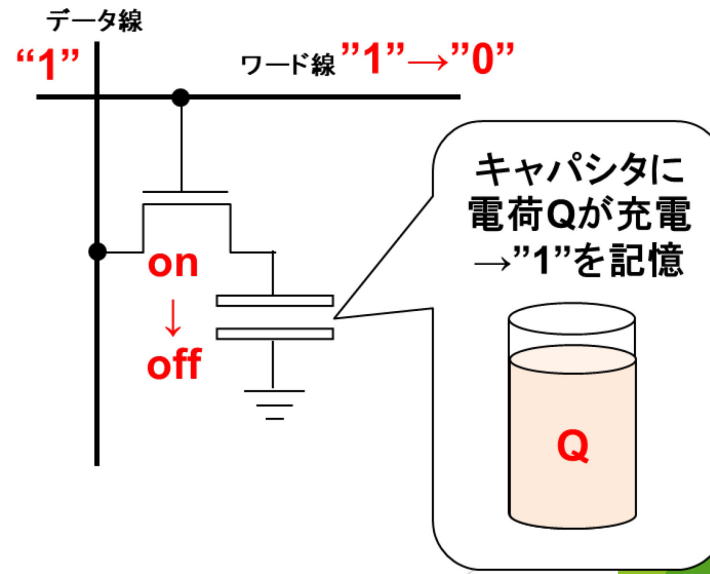 データ線
“1”
ワード線 ”1”→”0”
キャパシタに
電荷Qが充電
→”1”を記憶
on
↓
off
Q